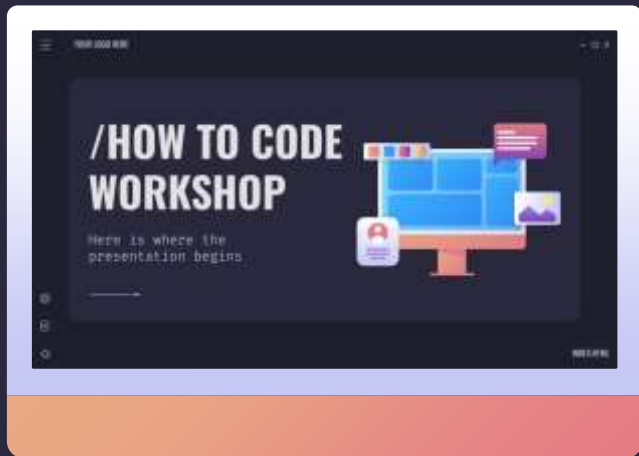 YOUR LOGO HERE
/HOW TO CODE
WORKSHOP
Here is where the
presentation begins